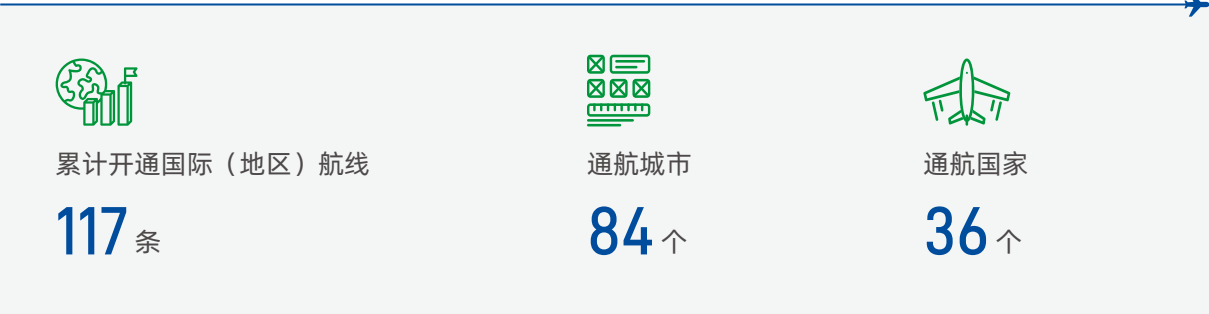 累计开通国际（地区）航线
117 条
通航城市
84 个
通航国家
36 个